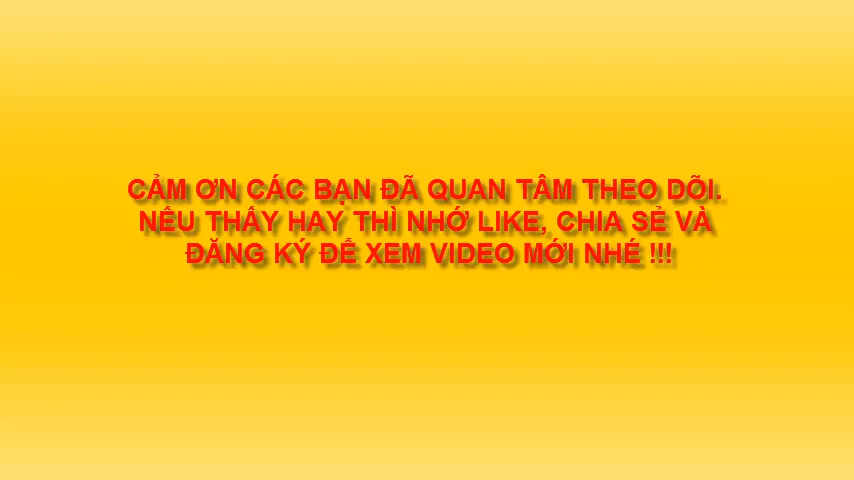 CẢM ƠN CÁC BẠN ĐÃ QUAN TÂM THEO DÕI.
NẾU THẤY HAY THÌ NHỚ LIKE, CHIA SẺ VÀ
ĐĂNG KÝ ĐỂ XEM VIDEO MỚI NHÉ !!!